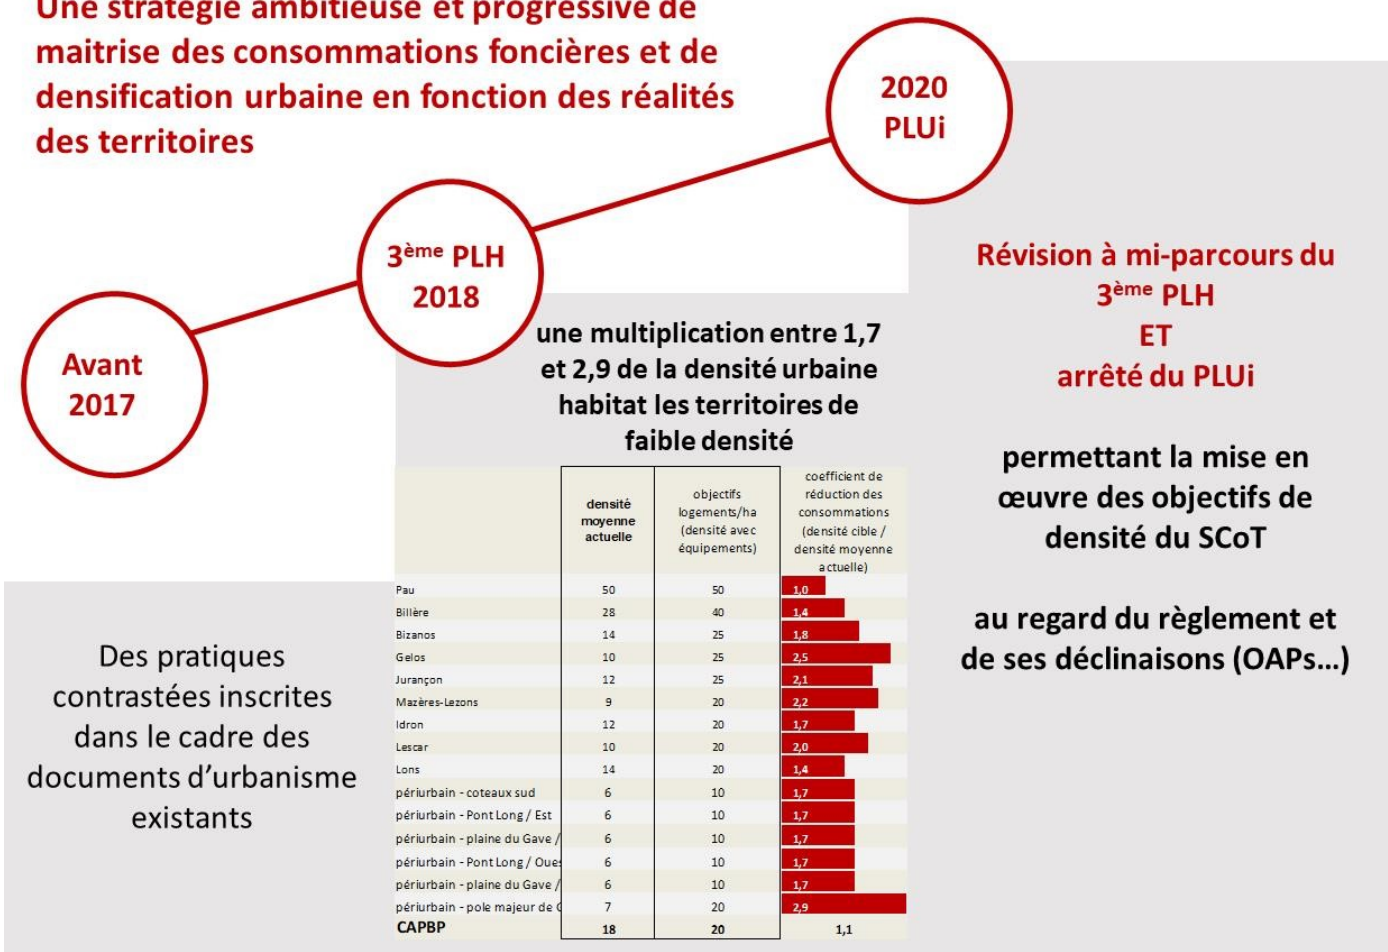 Une stratégie ambitieuse et progressive de
maitrise des consommations foncières et de
densification urbaine en fonction des réalités
des territoires
2020
PLUi
3ème PLH
2018
Avant
2017
Révision à mi-parcours du
3ème PLH
ET
arrêté du PLUi
permettant la mise en
œuvre des objectifs de
densité du SCoT
au regard du règlement et
de ses déclinaisons (OAPs...)
une multiplication entre 1,7
et 2,9 de la densité urbaine
habitat les territoires de
faible densité
densité
moyenne
actuelle
objectifs
logements/ha
(densité avec
équipements)
coefficient de
réduction des
consommations
(densité cible /
densité moyenne
actuelle)
Pau 50 50 1,0
Billère 28 40 1,4
Bizanos 14 25 1,8
Gelos 10 25 2,5
Jurançon 12 25 2,1
Mazères-Lezons 9 20 2,2
Idron 12 20 1,7
Lescar 10 20 2,0
Lons 14 20 1,4
périurbain - coteaux sud 6 10 1,7
périurbain - Pont Long / Est 6 10 1,7
périurbain - plaine du Gave / 6 10 1,7
périurbain - Pont Long / Oues 6 10 1,7
périurbain - plaine du Gave / 6 10 1,7
périurbain - pole majeur de G 7 20 2,9
CAPBP 18 20 1,1
Des pratiques
contrastées inscrites
dans le cadre des
documents d'urbanisme
existants